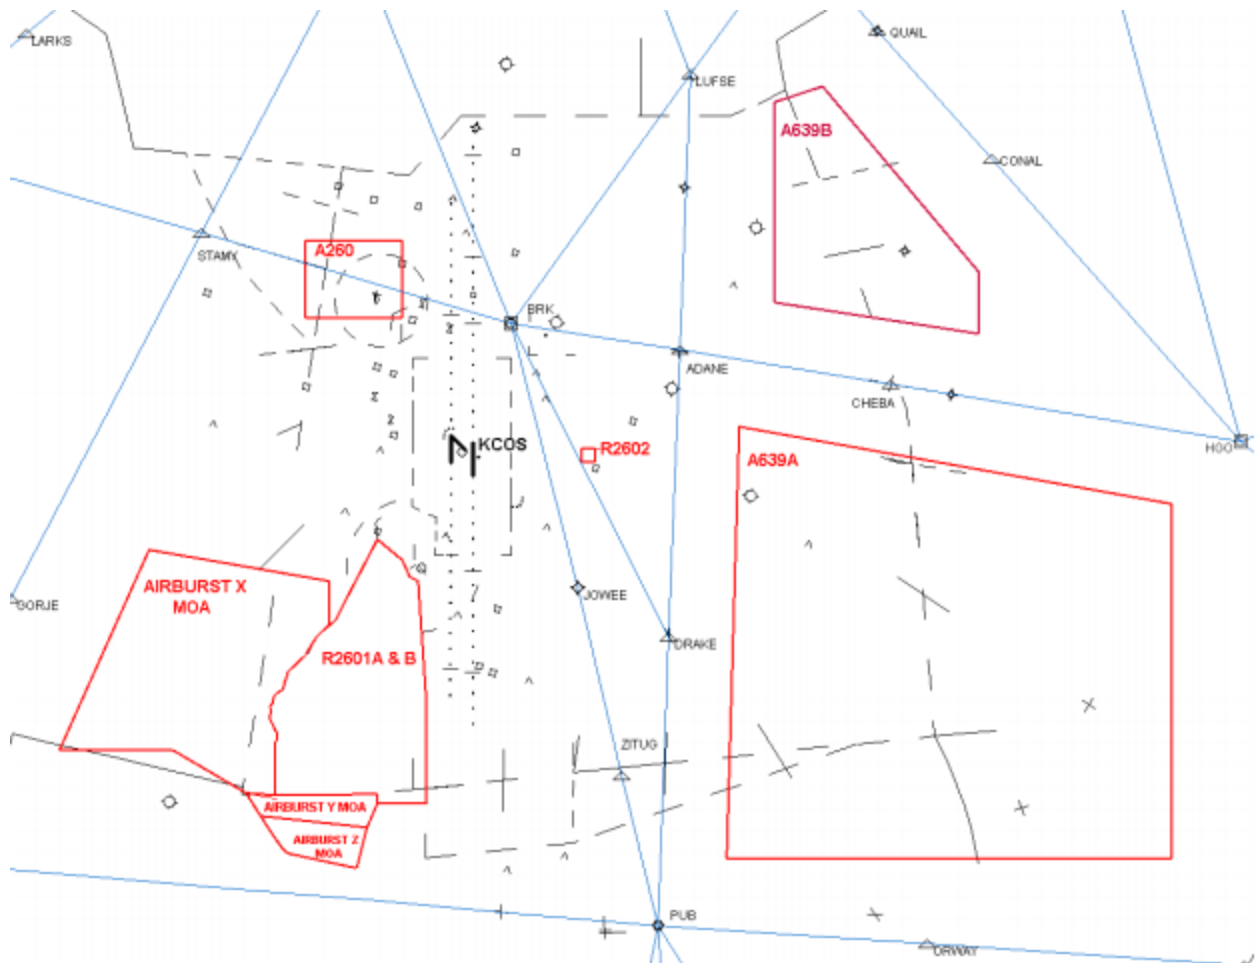 LARKS
QUAIL
LUFSE
A639B
CONAL
STAMY
A260
BRK
ADANE
CHEBA
KCOS
R2602
HGO
A639A
AIRBURST X
MOA
GORJE
JOWEE
DRAKE
R2601A & B
ZITUG
AIRBURST Y MOA
AIRBURST Z
MOA
PUB
ORWAY